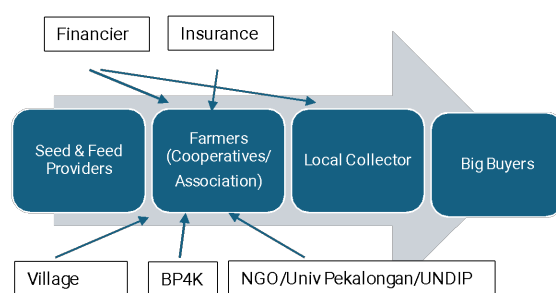 Financier
Insurance
Seed & Feed
Providers
Farmers
(Cooperatives/
Association)
Local Collector
Big Buyers
Village
BP4K
NGO/Univ Pekalongan/UNDIP